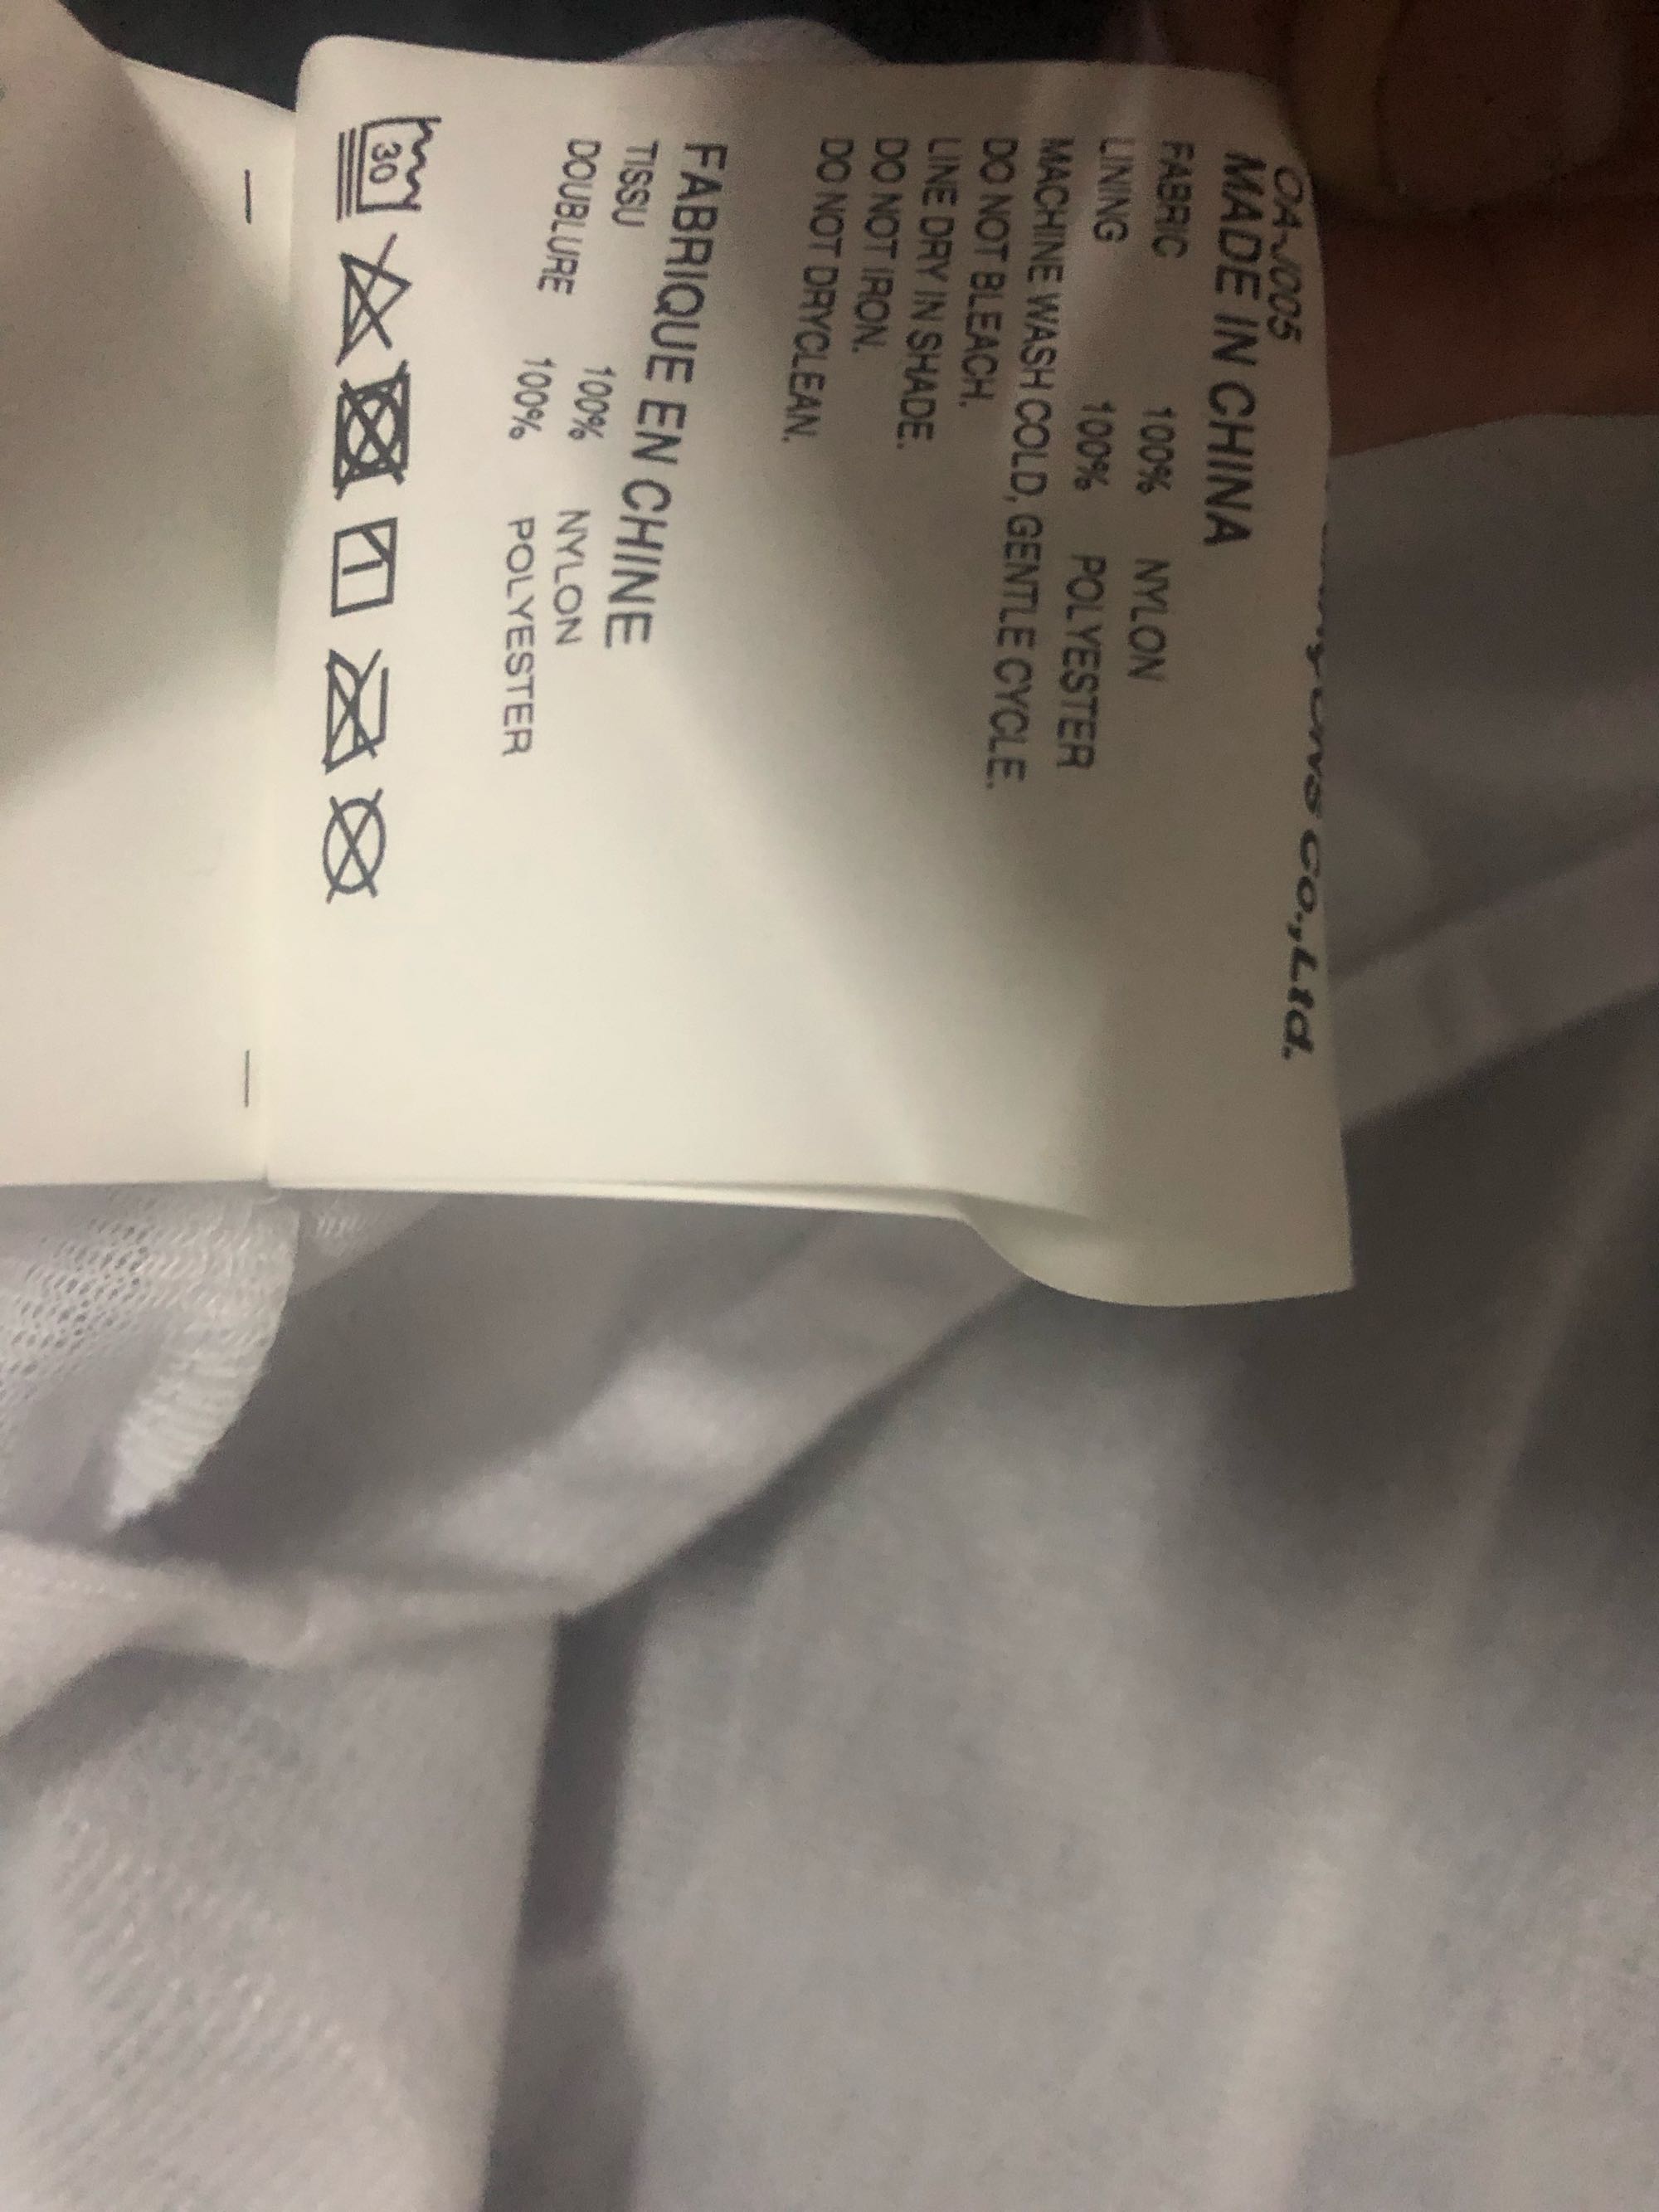 Co.,Ltd.
OA-J005
MADE IN CHINA
FABRIC 100% NYLON
LINING 100% POLYESTER
MACHINE WASH COLD, GENTLE CYCLE.
DO NOT BLEACH.
LINE DRY IN SHADE.
DO NOT IRON.
DO NOT DRYCLEAN.
FABRIQUE EN CHINE
TISSU 100% NYLON
DOUBLURE 100% POLYESTER
30